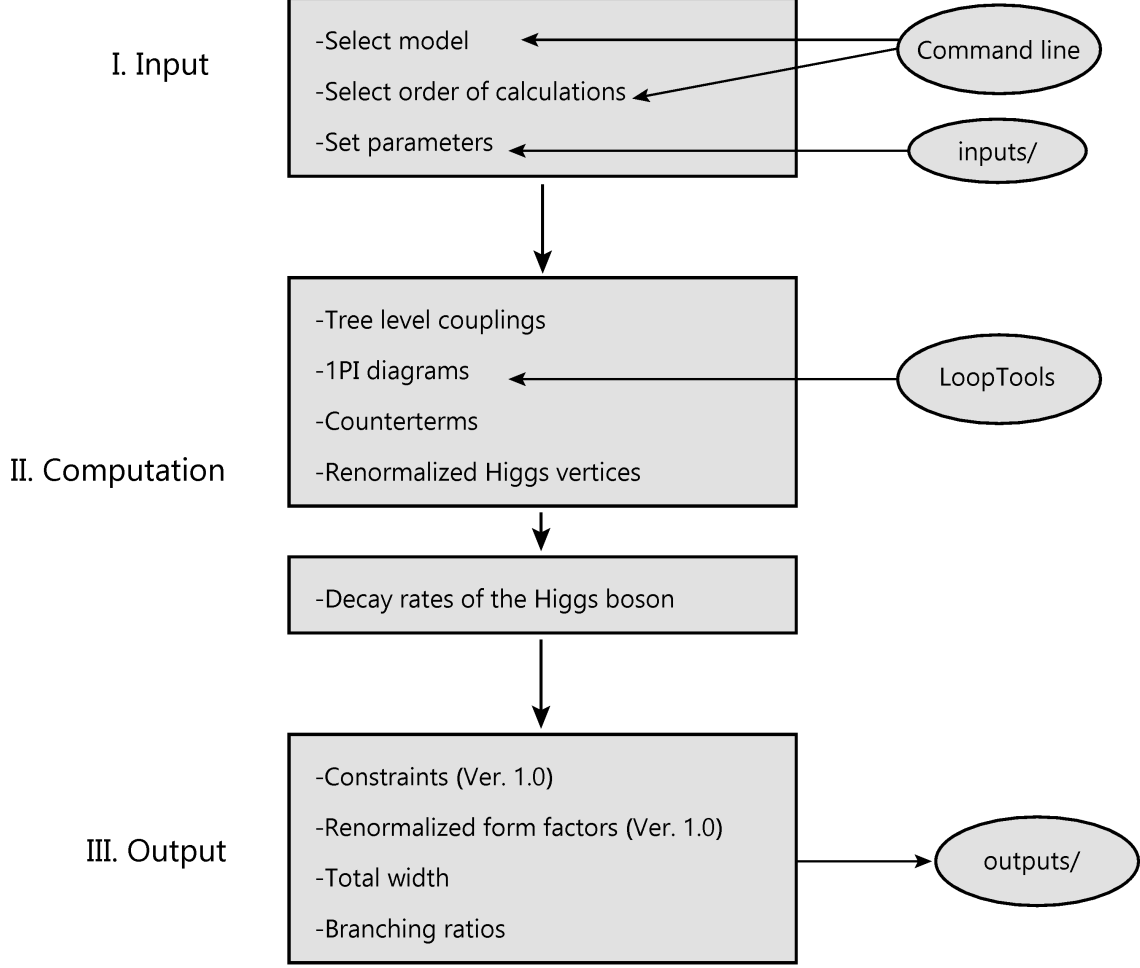 I. Input
-Select model
-Select order of calculations
-Set parameters
Command line
inputs/
II. Computation
-Tree level couplings
-1PI diagrams
-Counterterms
-Renormalized Higgs vertices
LoopTools
-Decay rates of the Higgs boson
III. Output
-Constraints (Ver. 1.0)
-Renormalized form factors (Ver. 1.0)
-Total width
-Branching ratios
outputs/